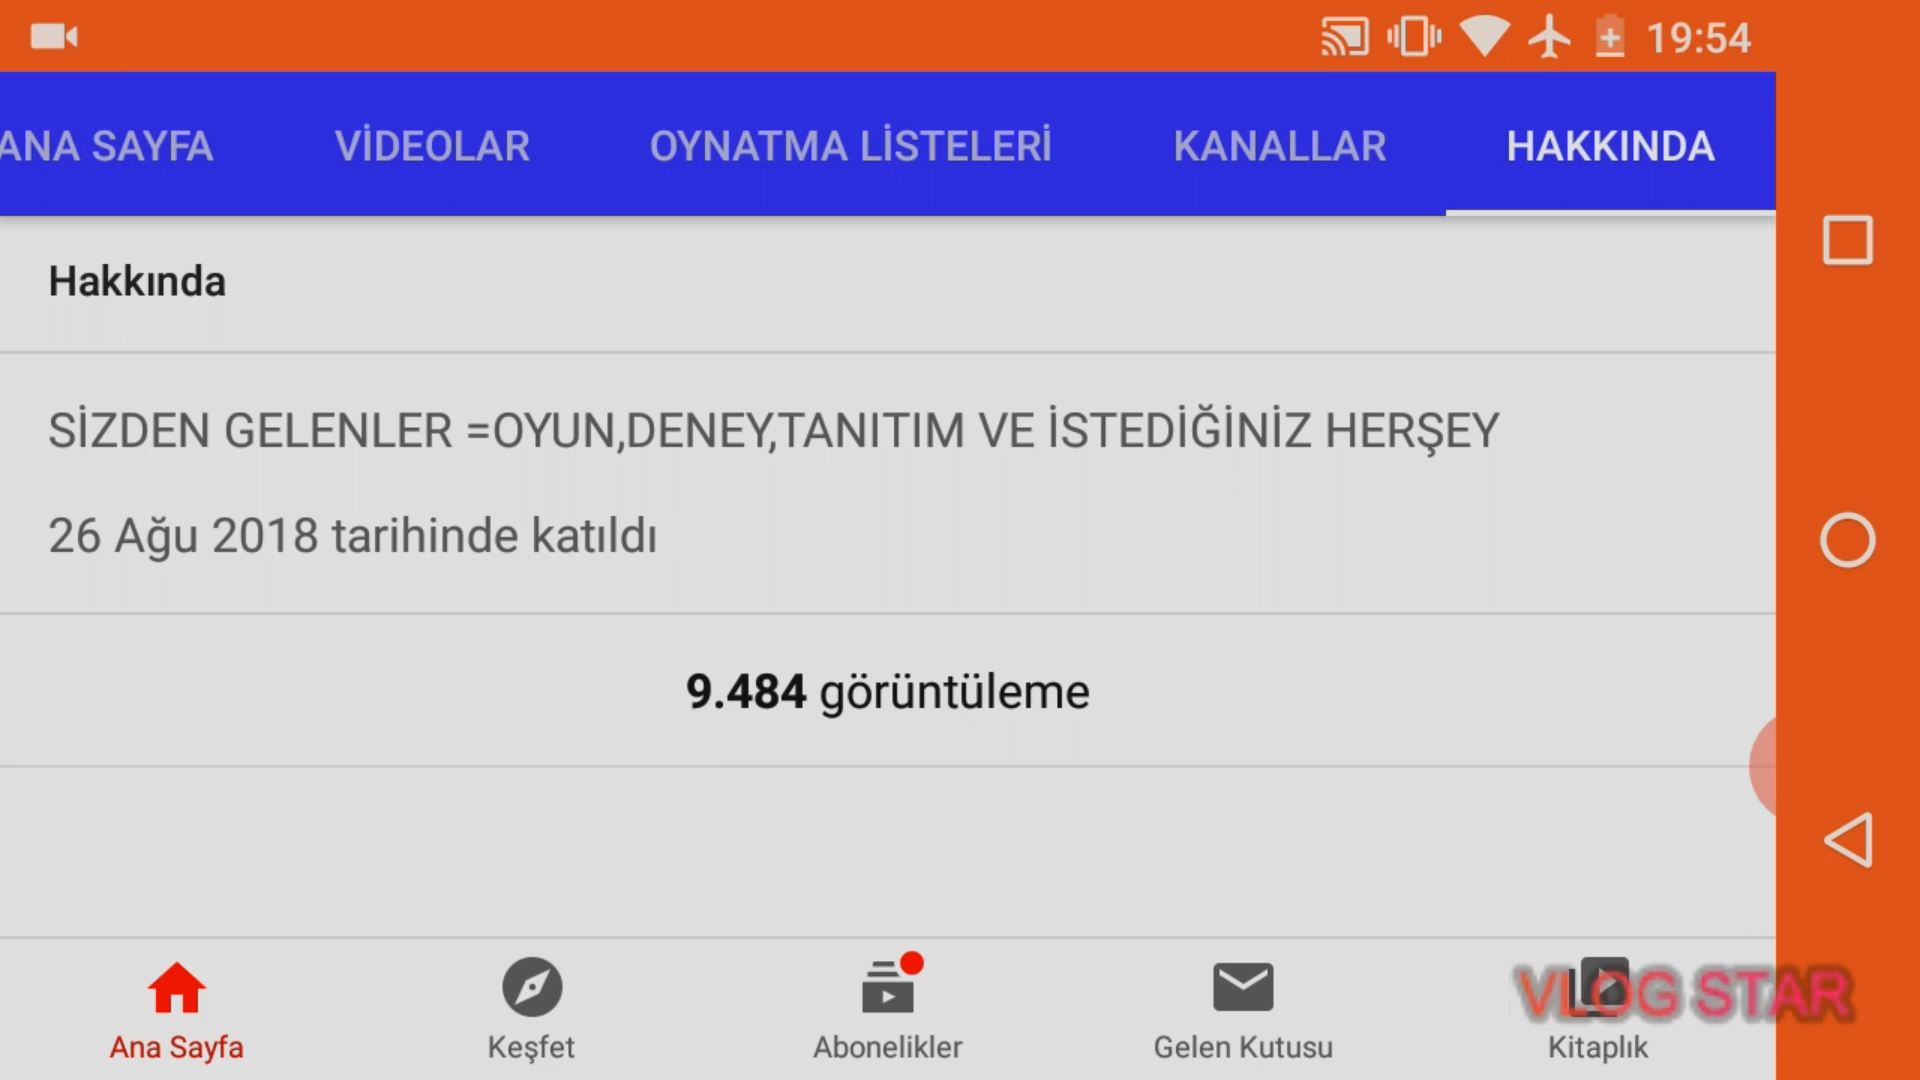 19:54
ANA SAYFA VİDEOLAR OYNATMA LİSTELERİ KANALLAR HAKKINDA
Hakkında
SİZDEN GELENLER =OYUN,DENEY,TANITIM VE İSTEDİĞİNİZ HERŞEY
26 Ağu 2018 tarihinde katıldı
9.484 görüntüleme
VLOG STAR
Ana Sayfa Keşfet Abonelikler Gelen Kutusu Kitaplık